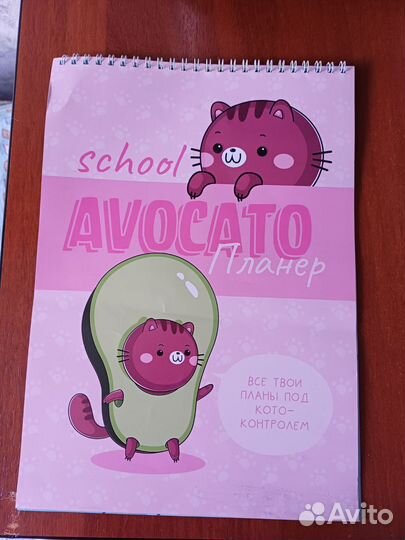 school
AVOCATO
Планер
ВСЕ ТВОИ
ПЛАНЫ ПОД
КОТО-
КОНТРОЛЕМ
Avito